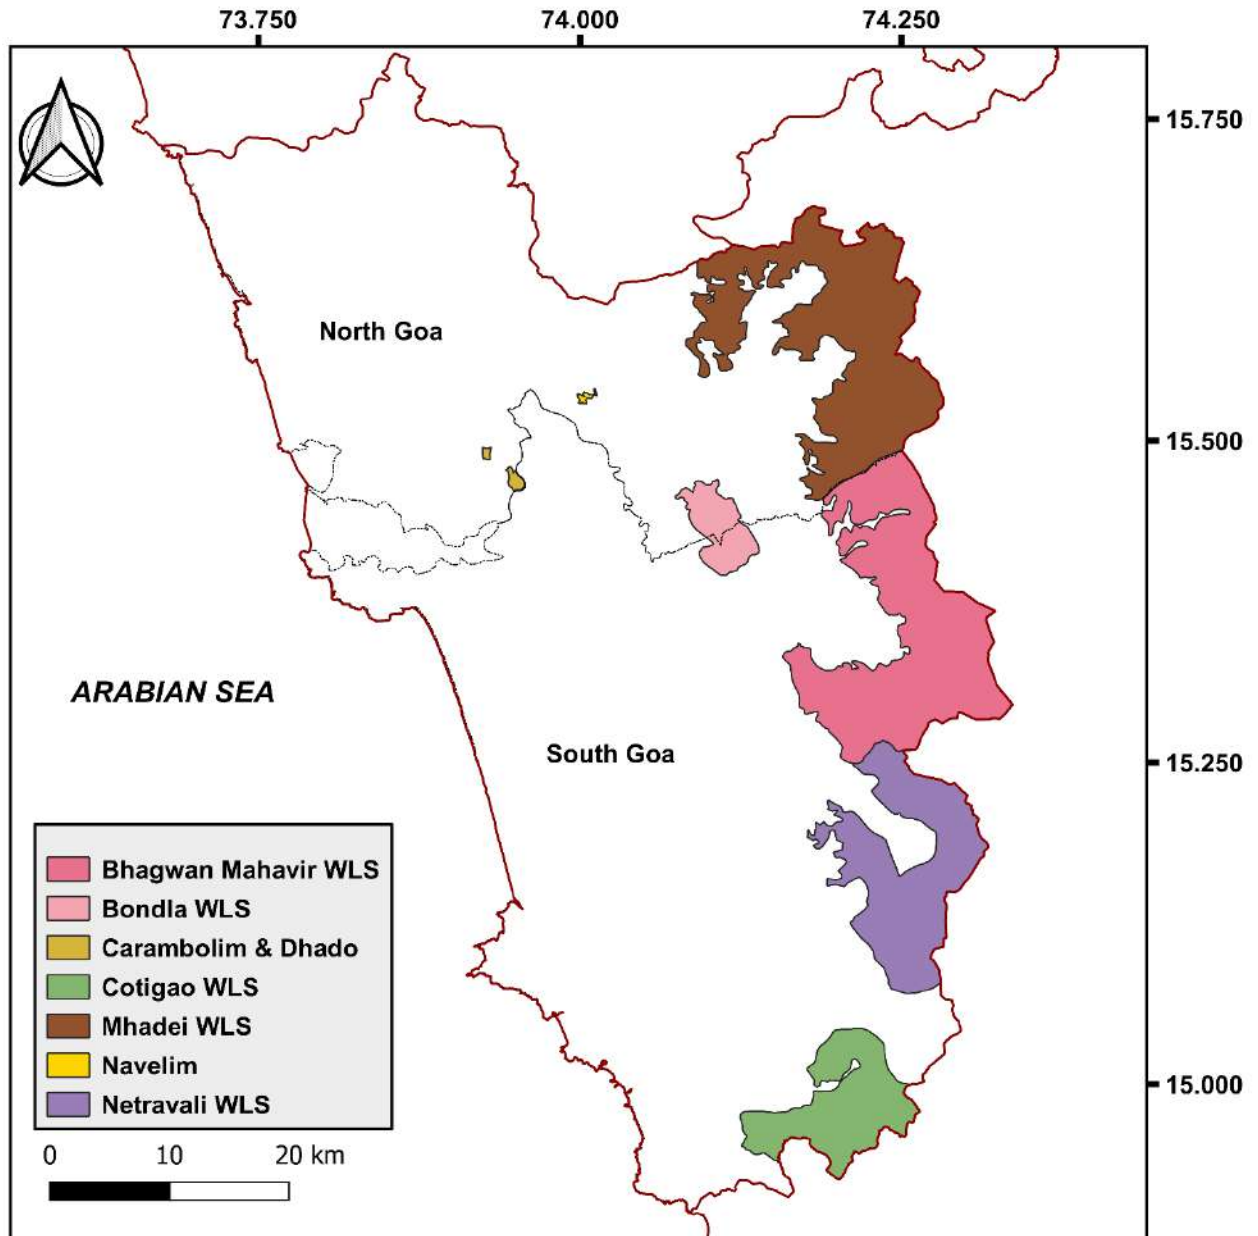 73.750 74.000 74.250
15.750
North Goa
15.500
ARABIAN SEA
South Goa
15.250
Bhagwan Mahavir WLS
Bondla WLS
Carambolim & Dhado
Cotigao WLS
Mhadei WLS
Navelim
Netravali WLS
15.000
0 10 20 km